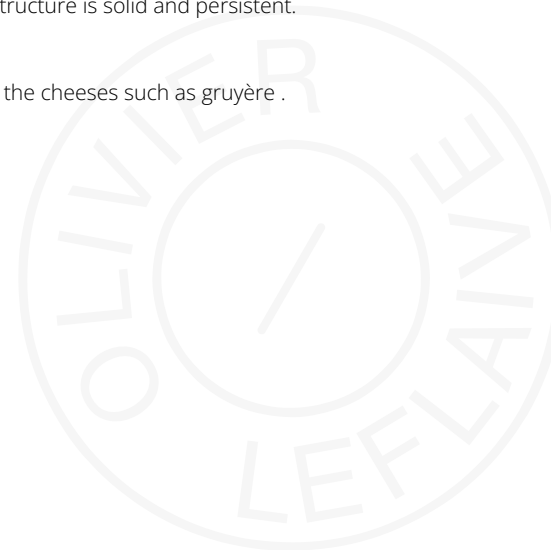 tructure is solid and persistent.
the cheeses such as gruyère .
OLIVIER
LEFLAIVE